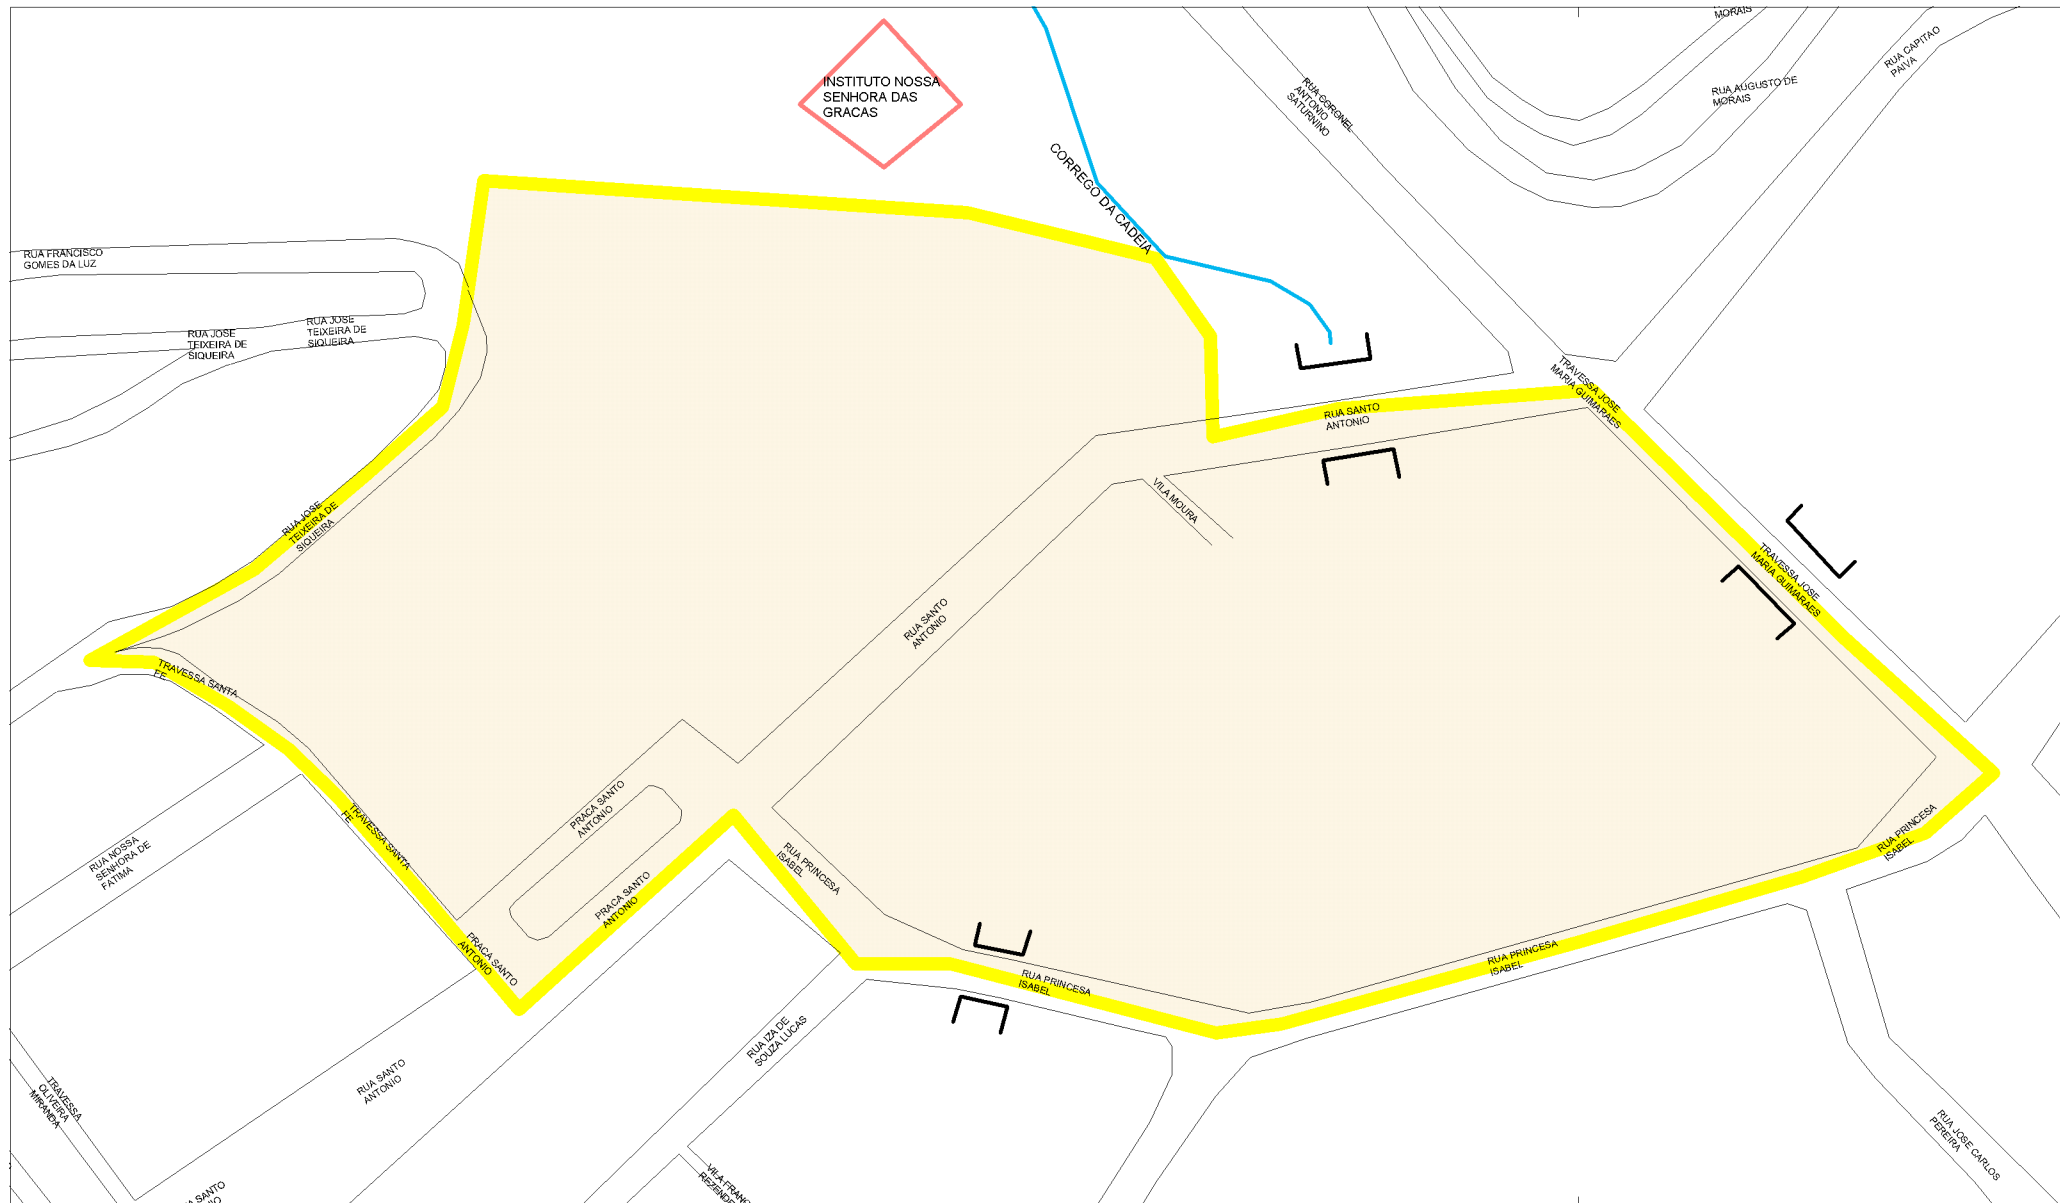 MORAIS
RUA CAPITAO
PAIVA
INSTITUTO NOSSA
SENHORA DAS
GRACAS
RUA CORONEL
ANTONIO
SATURNINO
RUA AUGUSTO DE
MORAIS
CORREGO DA CADEIA
RUA FRANCISCO
GOMES DA LUZ
RUA JOSE
TEIXEIRA DE
SIQUEIRA
RUA JOSE
TEIXEIRA DE
SIQUEIRA
TRAVESSA JOSE
MARIA GUIMARAES
RUA SANTO
ANTONIO
VILA MOURA
RUA JOSE
TEIXEIRA DE
SIQUEIRA
TRAVESSA JOSE
MARIA GUIMARAES
RUA SANTO
ANTONIO
TRAVESSA SANTA
FE
PRACA SANTO
ANTONIO
TRAVESSA SANTA
FE
RUA PRINCESA
ISABEL
RUA NOSSA
SENHORA DE
FATIMA
RUA PRINCESA
ISABEL
PRACA SANTO
ANTONIO
PRACA SANTO
ANTONIO
RUA PRINCESA
ISABEL
RUA PRINCESA
ISABEL
RUA IZA DE
SOUZA LUCAS
RUA SANTO
ANTONIO
TRAVESSA
OLIVEIRA
MIRANDA
RUA JOSE CARLOS
PEREIRA
VILA FRANC
REZENDE
SANTO